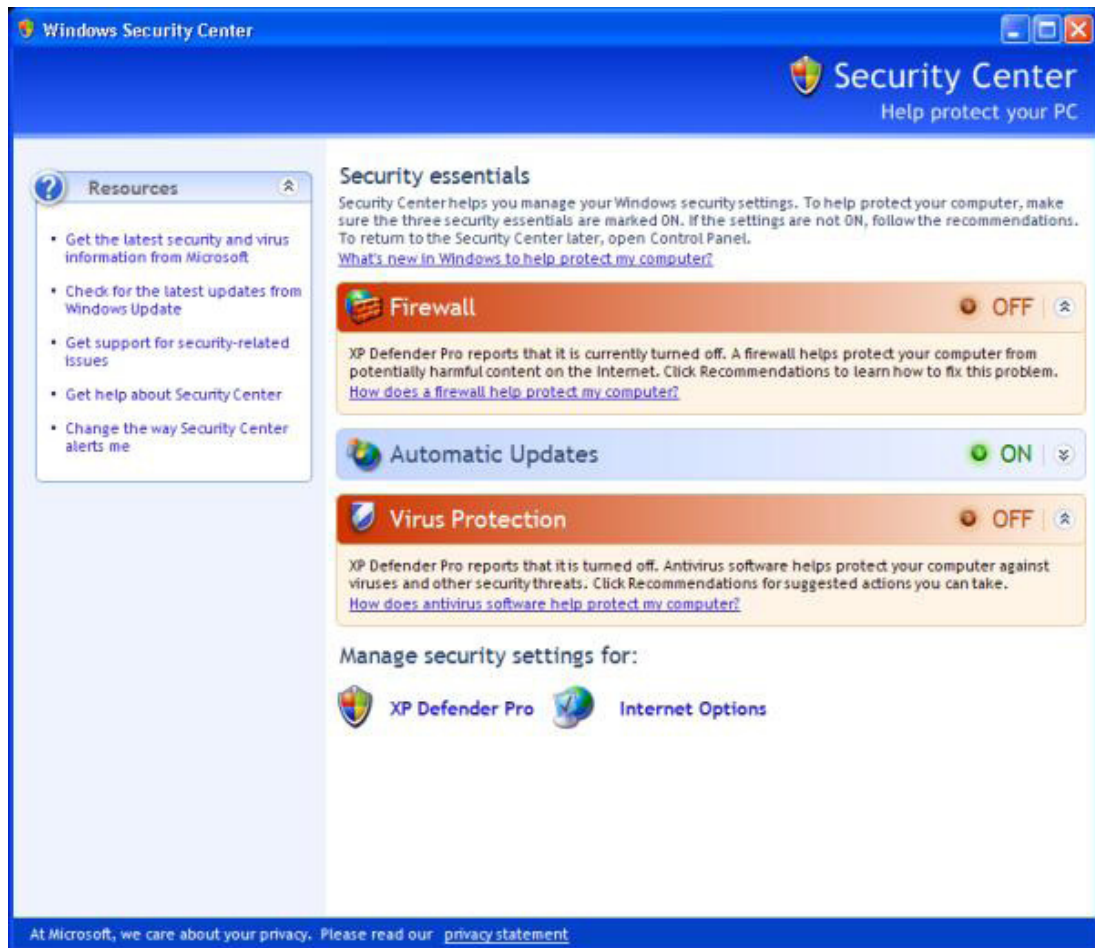 Windows Security Center
Security Center
Help protect your PC
Resources
• Get the latest security and virus
information from Microsoft
• Check for the latest updates from
Windows Update
• Get support for security-related
issues
• Get help about Security Center
• Change the way Security Center
alerts me
Security essentials
Security Center helps you manage your Windows security settings. To help protect your computer, make
sure the three security essentials are marked ON. If the settings are not ON, follow the recommendations.
To return to the Security Center later, open Control Panel.
What's new in Windows to help protect my computer?
Firewall OFF
XP Defender Pro reports that it is currently turned off. A firewall helps protect your computer from
potentially harmful content on the Internet. Click Recommendations to learn how to fix this problem.
How does a firewall help protect my computer?
Automatic Updates ON
Virus Protection OFF
XP Defender Pro reports that it is turned off. Antivirus software helps protect your computer against
viruses and other security threats. Click Recommendations for suggested actions you can take.
How does antivirus software help protect my computer?
Manage security settings for:
XP Defender Pro Internet Options
At Microsoft, we care about your privacy. Please read our privacy statement